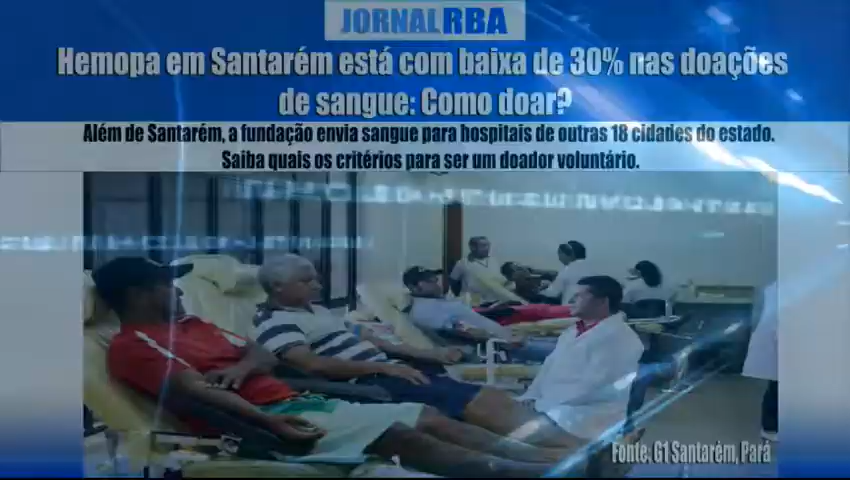 JORNAL RBA
Hemopa em Santarém está com baixa de 30% nas doações
de sangue: Como doar?
Além de Santarém, a fundação envia sangue para hospitais de outras 18 cidades do estado.
Saiba quais os critérios para ser um doador voluntário.
Fonte. G1 Santarém, Pará